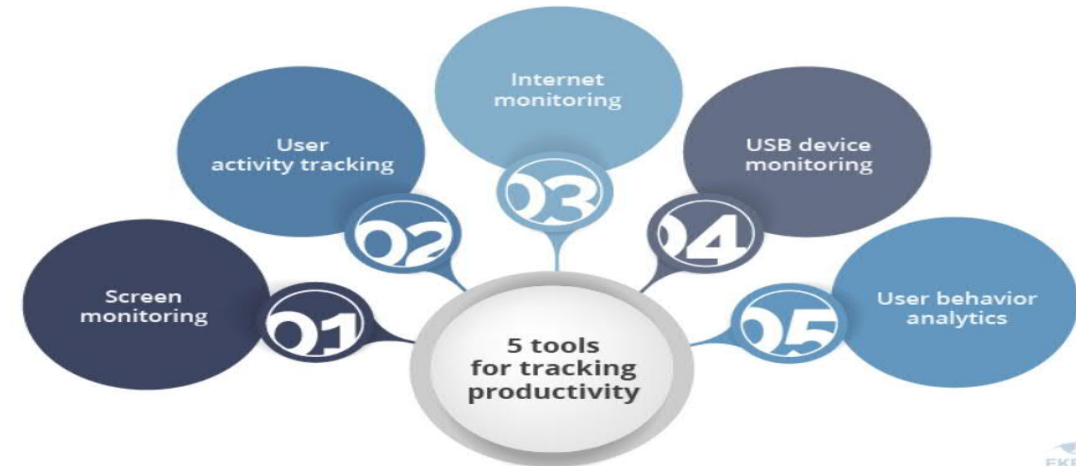 Internet
monitoring
03
User
activity tracking
02
USB device
monitoring
04
Screen
monitoring
01
User behavior
analytics
05
5 tools
for tracking
productivity